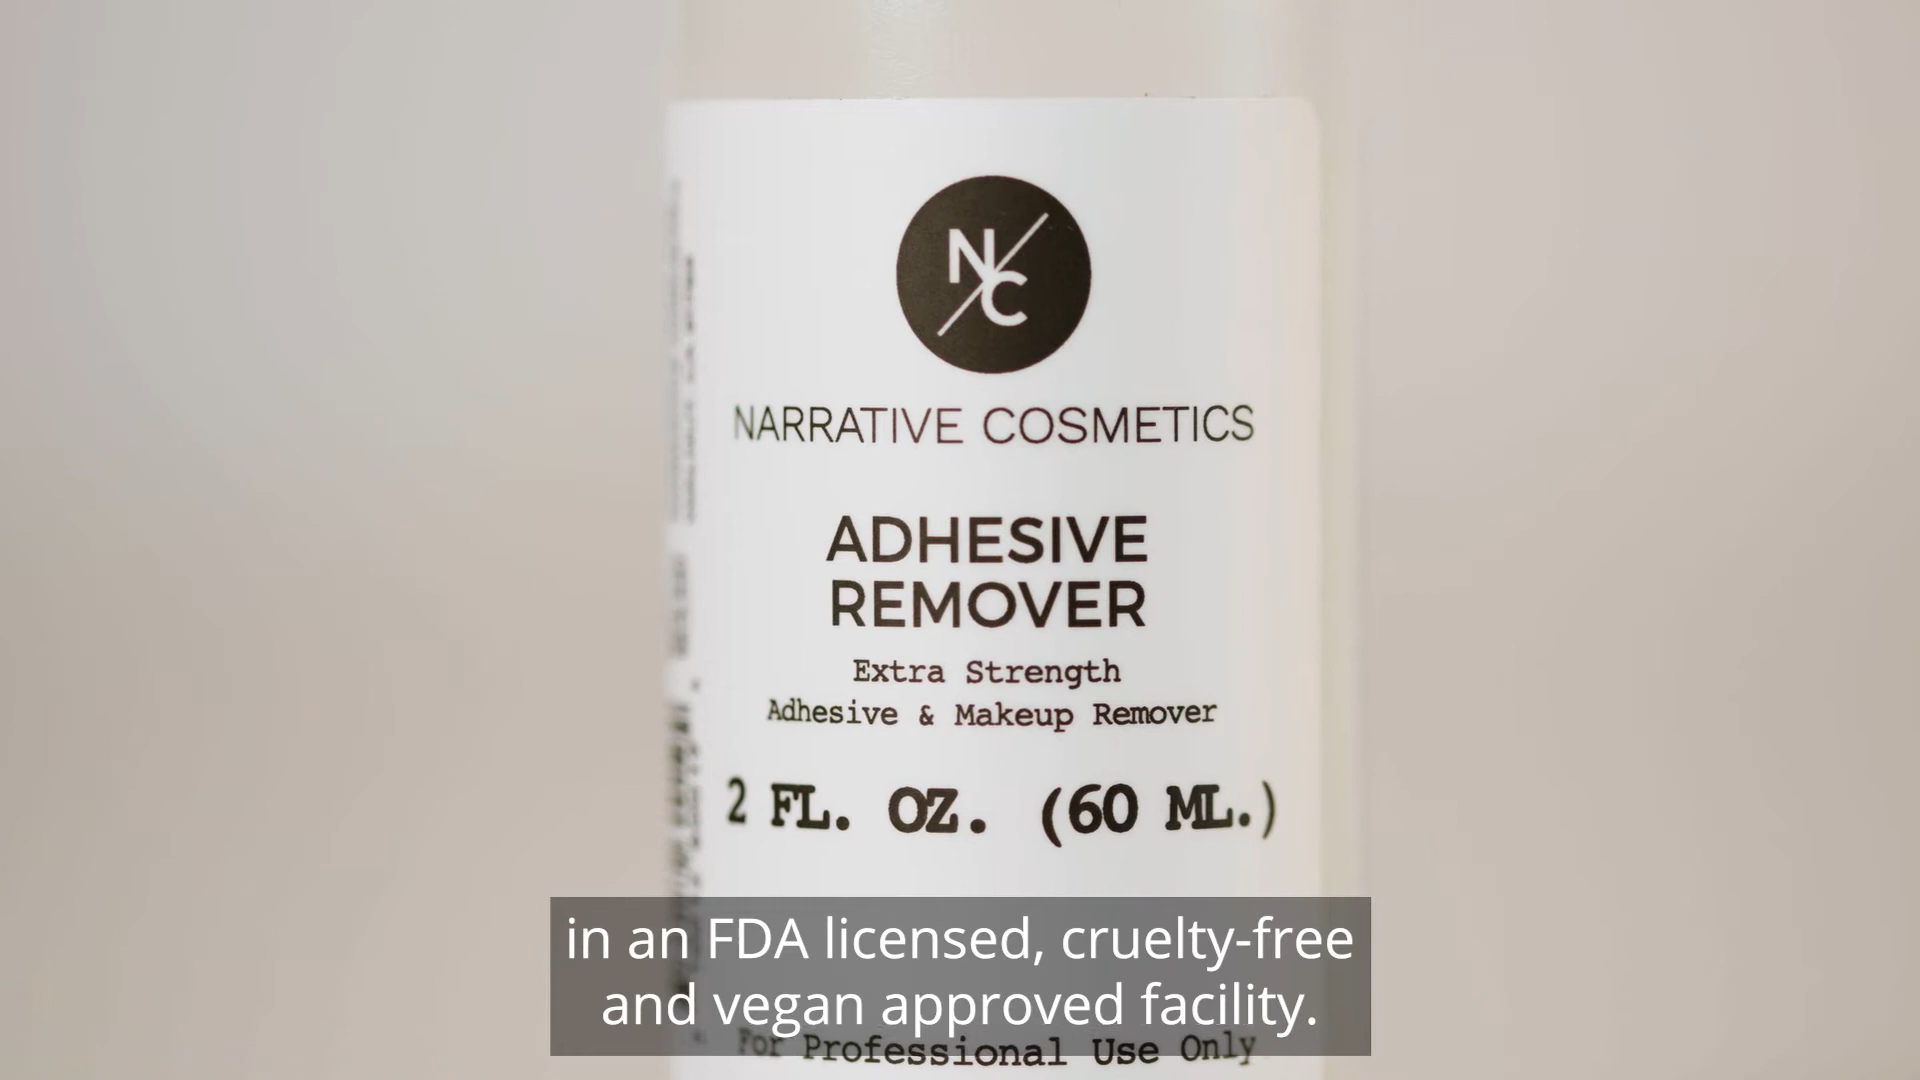 NC
NARRATIVE COSMETICS
ADHESIVE
REMOVER
Extra Strength
Adhesive & Makeup Remover
2 FL. OZ. (60 ML.)
in an FDA licensed, cruelty-free
and vegan approved facility.
For Professional Use Only